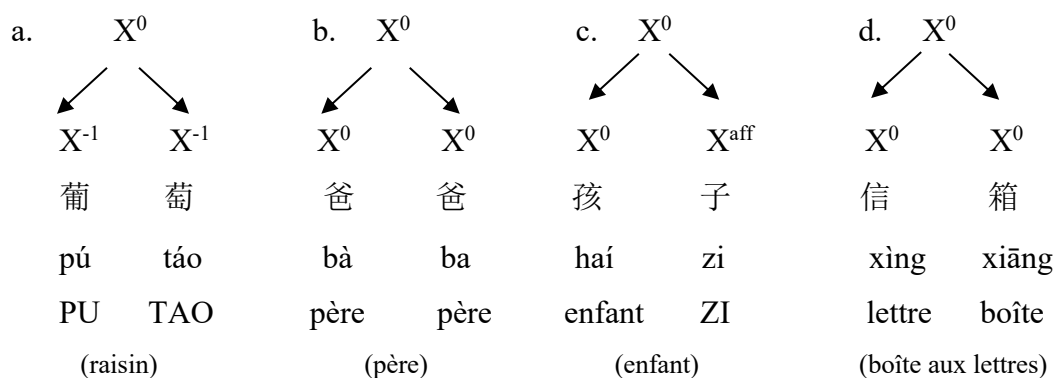 a. X⁰ b. X⁰ c. X⁰ d. X⁰
X⁻¹ X⁻¹ X⁰ X⁰ X⁰ Xᵃᶠᶠ X⁰ X⁰
葡 萄 爸 爸 孩 子 信 箱
pú táo bà ba haí zi xìng xiāng
PU TAO père père enfant ZI lettre boîte
(raisin) (père) (enfant) (boîte aux lettres)